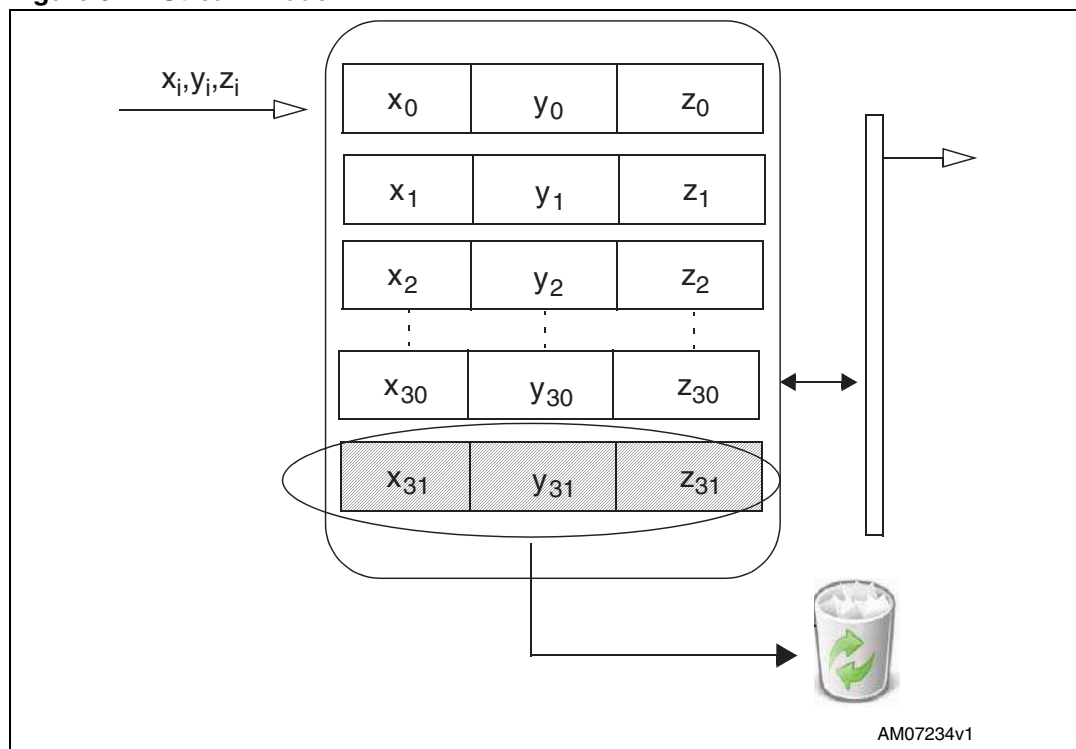 xᵢ,yᵢ,zᵢ
x₀ y₀ z₀
x₁ y₁ z₁
x₂ y₂ z₂
x₃₀ y₃₀ z₃₀
x₃₁ y₃₁ z₃₁
AM07234v1